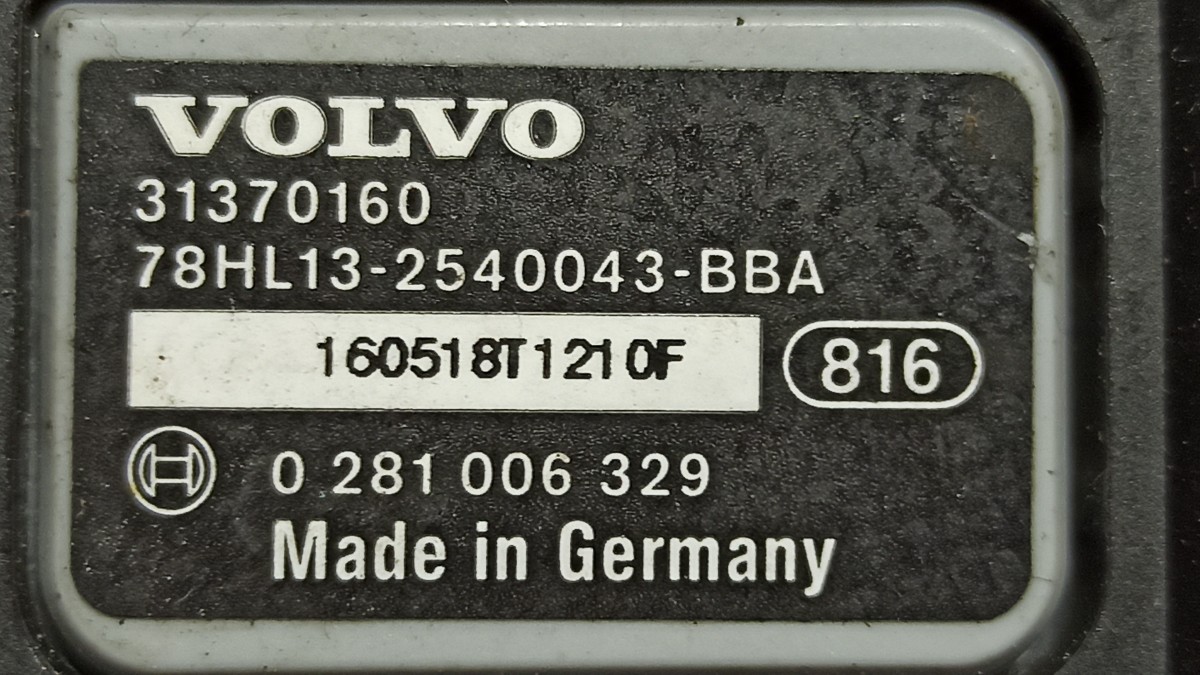 VOLVO
31370160
78HL13-2540043-BBA
160518T1210F 816
0 281 006 329
Made in Germany